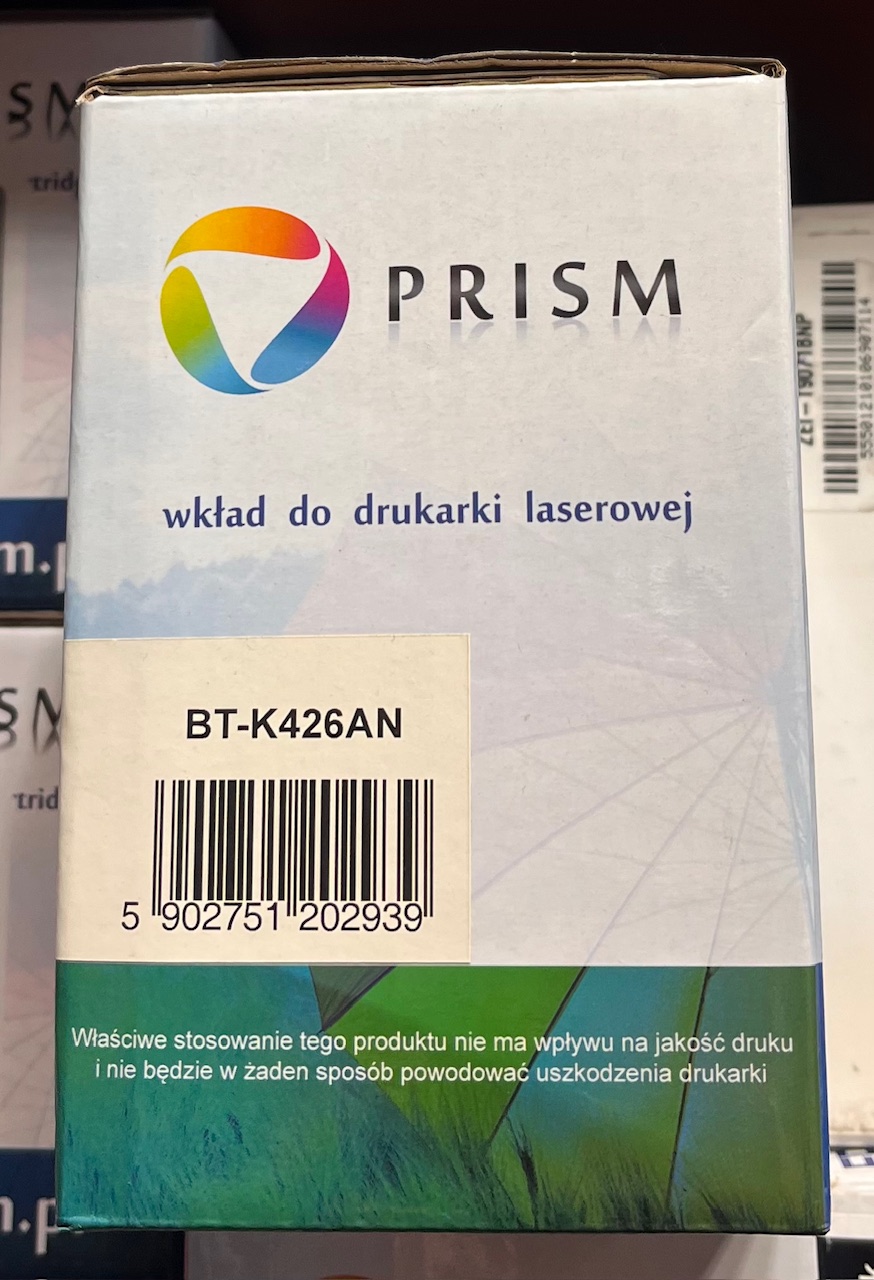 PRISM
wkład do drukarki laserowej
BT-K426AN
5 902751 202939
Właściwe stosowanie tego produktu nie ma wpływu na jakość druku
i nie będzie w żaden sposób powodować uszkodzenia drukarki
55501210106907114